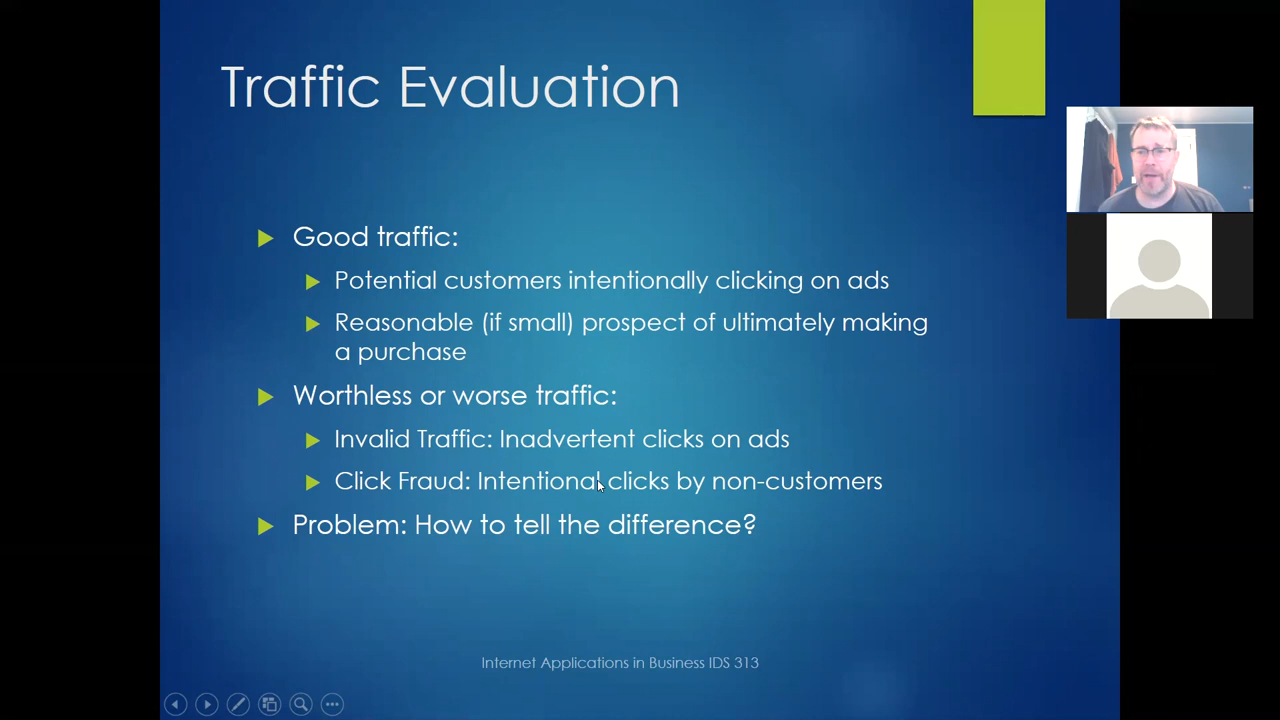 Traffic Evaluation
Good traffic:
Potential customers intentionally clicking on ads
Reasonable (if small) prospect of ultimately making
a purchase
Worthless or worse traffic:
Invalid Traffic: Inadvertent clicks on ads
Click Fraud: Intentional clicks by non-customers
Problem: How to tell the difference?
Internet Applications in Business IDS 313